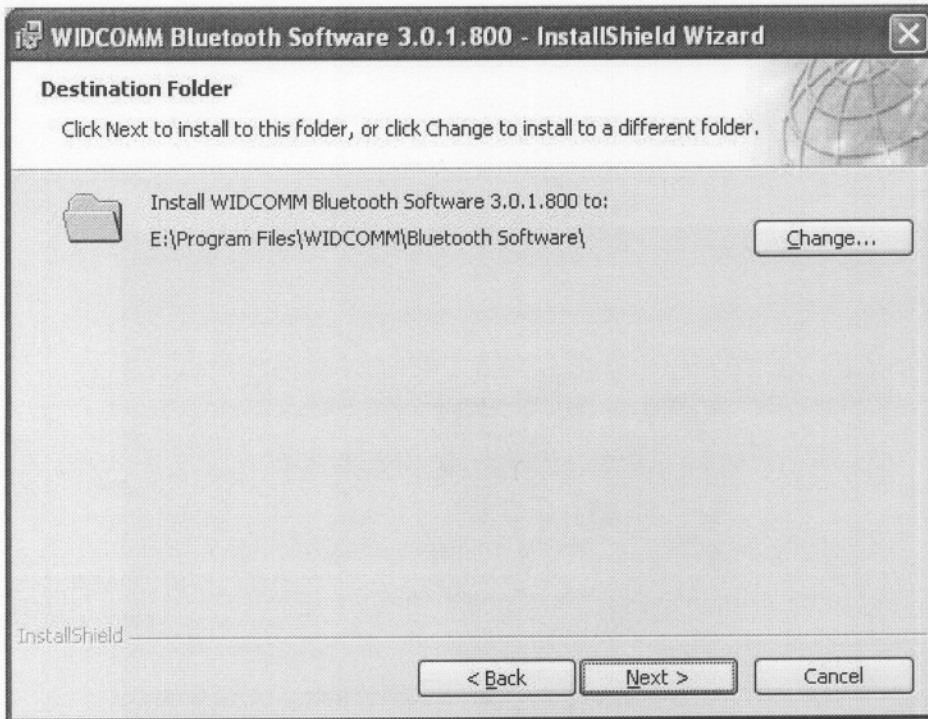 WIDCOMM Bluetooth Software 3.0.1.800 - InstallShield Wizard
Destination Folder
Click Next to install to this folder, or click Change to install to a different folder.
Install WIDCOMM Bluetooth Software 3.0.1.800 to:
E:\Program Files\WIDCOMM\Bluetooth Software\
Change...
InstallShield
< Back
Next >
Cancel